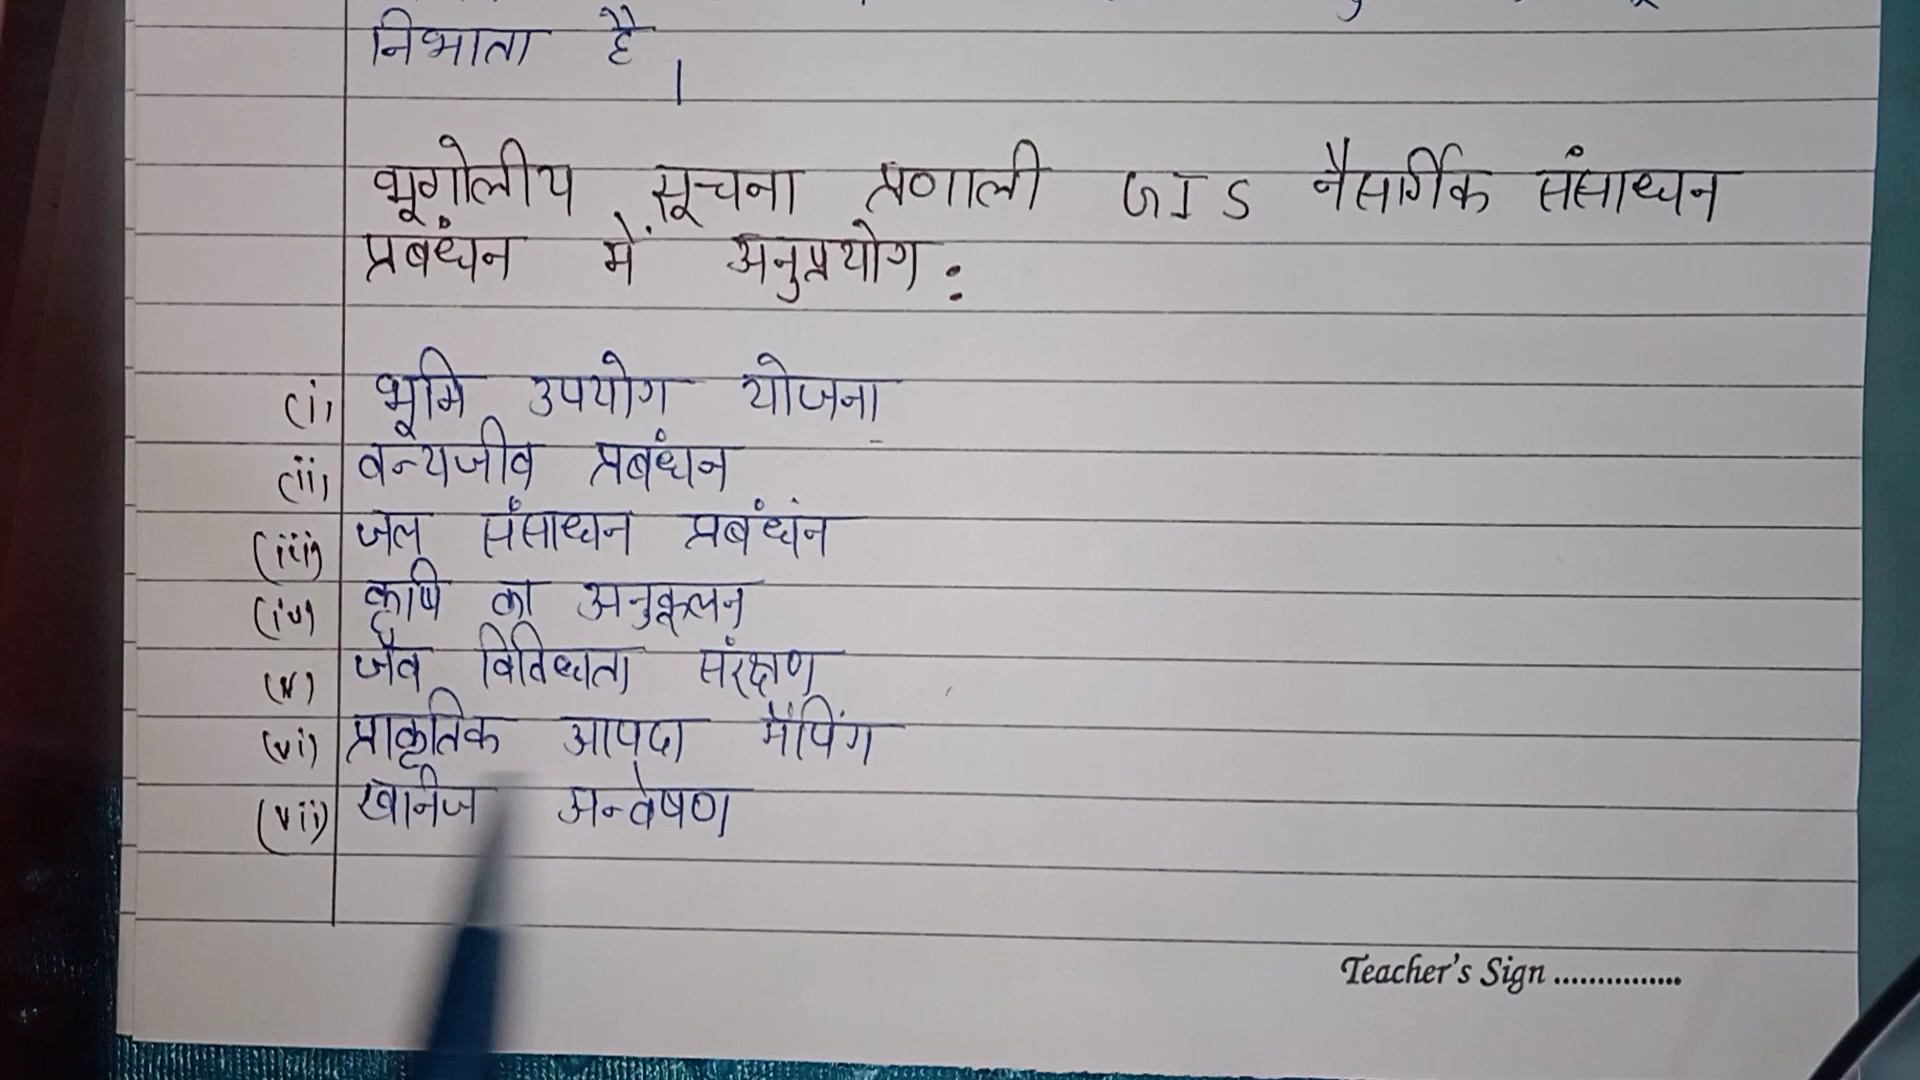 निभाता है।
भूगोलीय सूचना प्रणाली GIS नैसर्गिक संसाधन
प्रबंधन में अनुप्रयोग:
(i) भूमि उपयोग योजना
(ii) वन्यजीव प्रबंधन
(iii) जल संसाधन प्रबंधंन
(iv) कृषि का अनुकूलन
(v) जैव विविधता संरक्षण
(vi) प्राकृतिक आपदा मैंपिंग
(vii) खनिज अन्वेषण
Teacher's Sign ...............